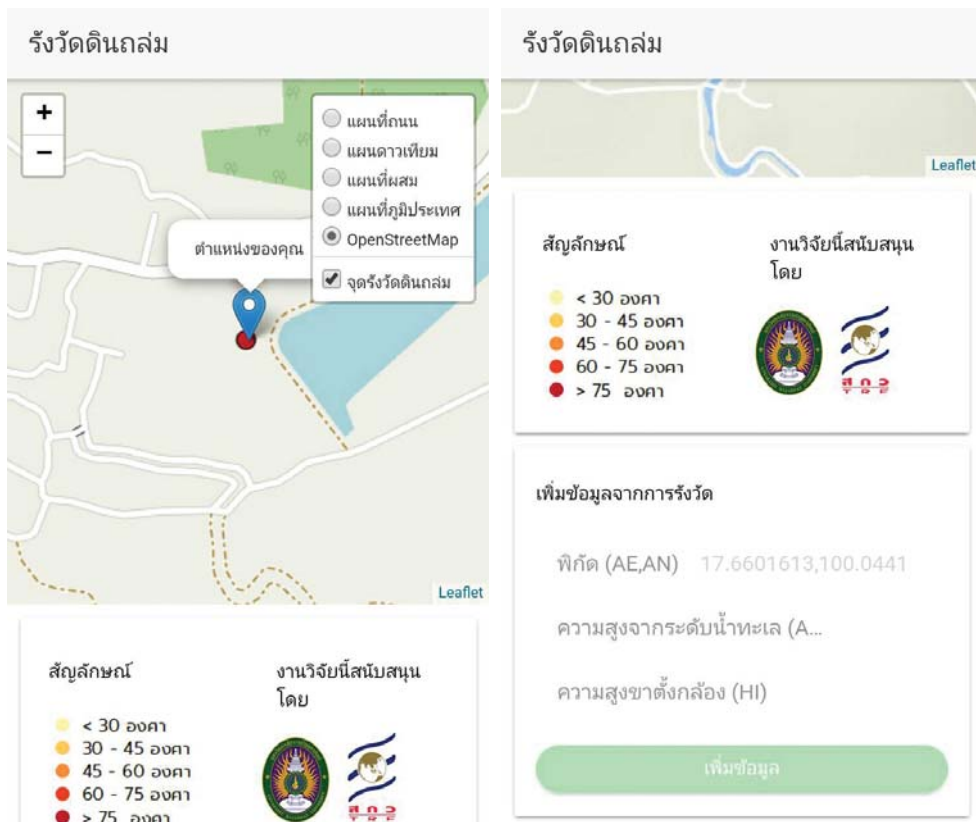 รังวัดดินถล่ม
+
−
แผนที่ถนน
แผนดาวเทียม
แผนที่ผสม
แผนที่ภูมิประเทศ
OpenStreetMap
จุดรังวัดดินถล่ม
ตำแหน่งของคุณ
Leaflet
สัญลักษณ์
< 30 องศา
30 - 45 องศา
45 - 60 องศา
60 - 75 องศา
> 75 องศา
งานวิจัยนี้สนับสนุน
โดย
สกว
รังวัดดินถล่ม
Leaflet
สัญลักษณ์
< 30 องศา
30 - 45 องศา
45 - 60 องศา
60 - 75 องศา
> 75 องศา
งานวิจัยนี้สนับสนุน
โดย
สกว
เพิ่มข้อมูลจากการรังวัด
พิกัด (AE,AN) 17.6601613,100.0441
ความสูงจากระดับน้ำทะเล (A...
ความสูงขาตั้งกล้อง (HI)
เพิ่มข้อมูล